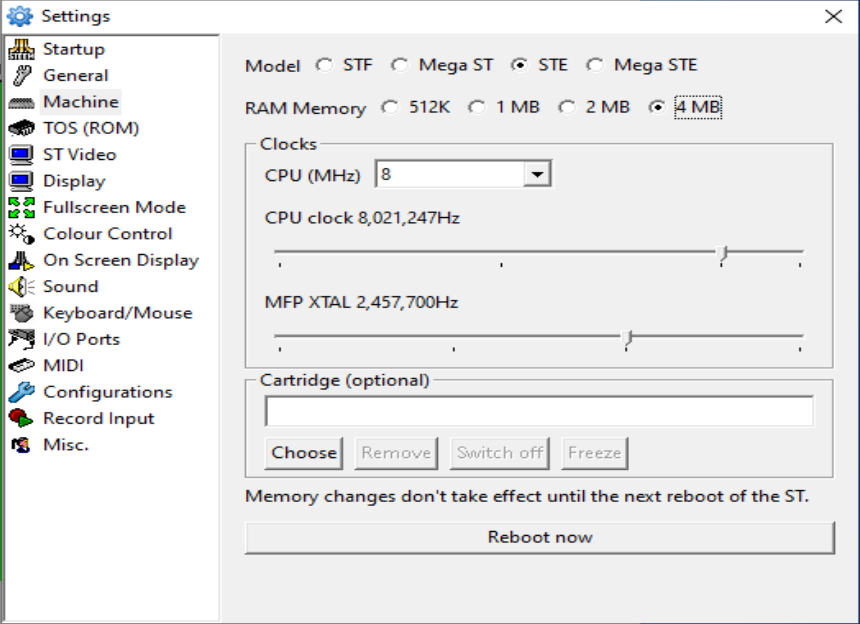 Settings
Startup
General
Machine
TOS (ROM)
ST Video
Display
Fullscreen Mode
Colour Control
On Screen Display
Sound
Keyboard/Mouse
I/O Ports
MIDI
Configurations
Record Input
Misc.
Model STF Mega ST STE Mega STE
RAM Memory 512K 1 MB 2 MB 4 MB
Clocks
CPU (MHz) 8
CPU clock 8,021,247Hz
MFP XTAL 2,457,700Hz
Cartridge (optional)
Choose Remove Switch off Freeze
Memory changes don't take effect until the next reboot of the ST.
Reboot now